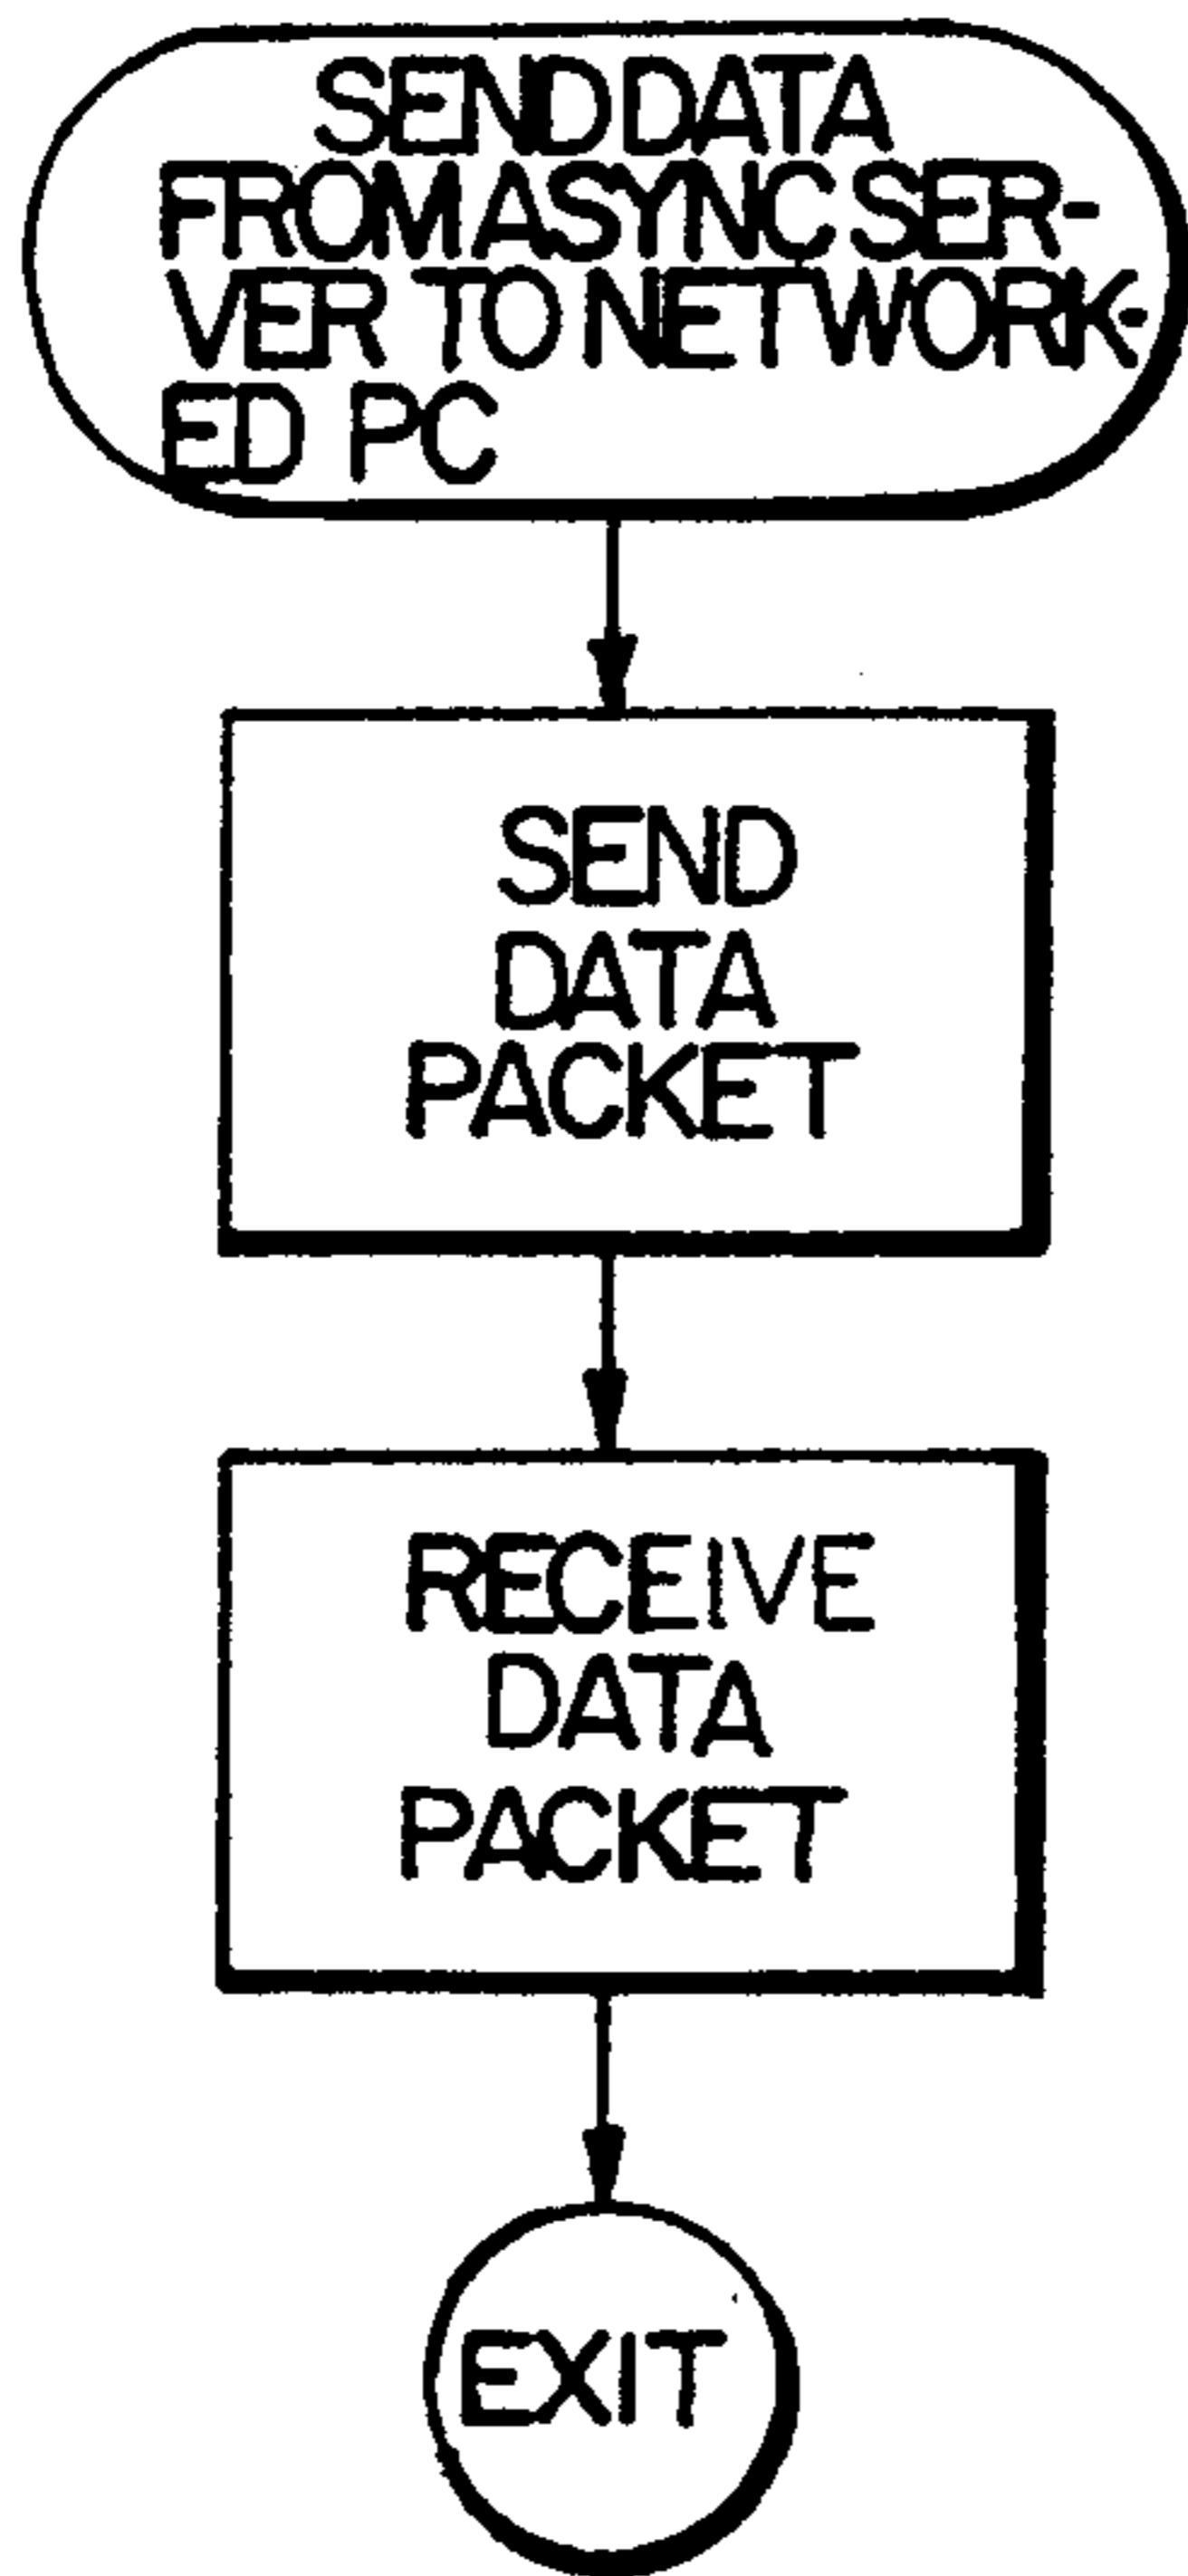 SEND DATA
FROM ASYNC SER-
VER TO NETWORK-
ED PC
SEND
DATA
PACKET
RECEIVE
DATA
PACKET
EXIT